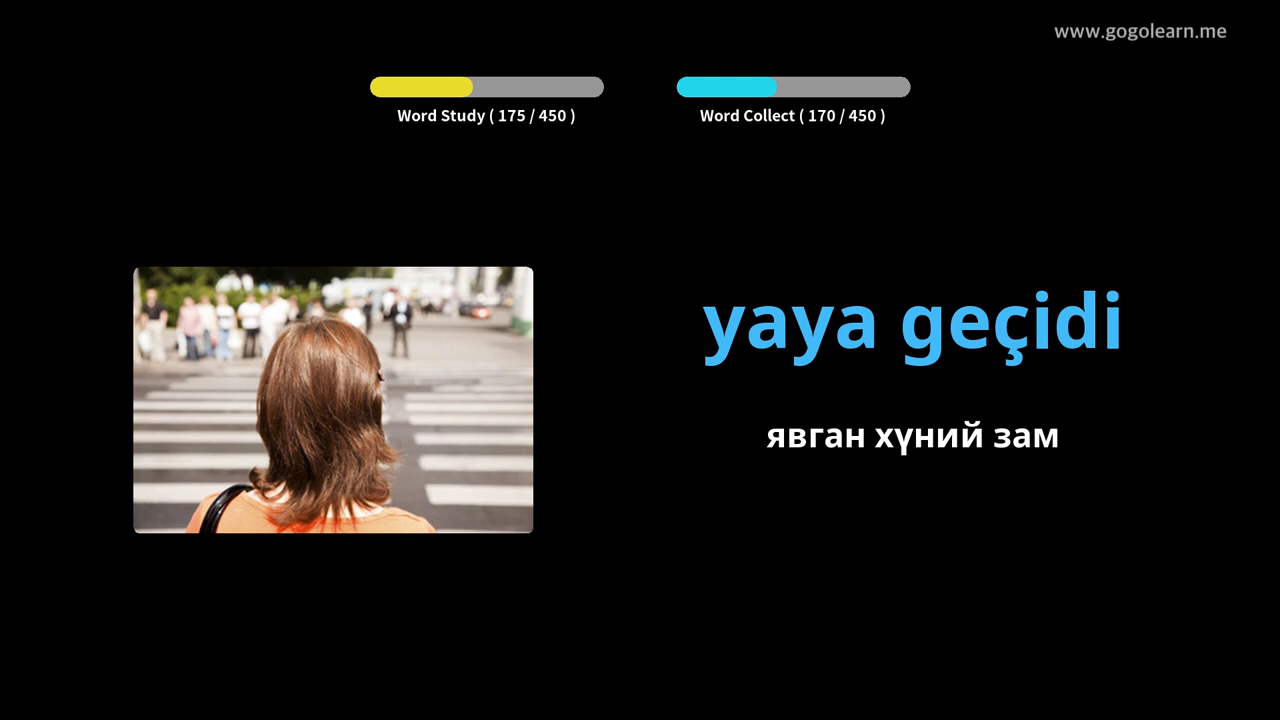 www.gogolearn.me
Word Study ( 175 / 450 )
Word Collect ( 170 / 450 )
yaya geçidi
явган хүний зам